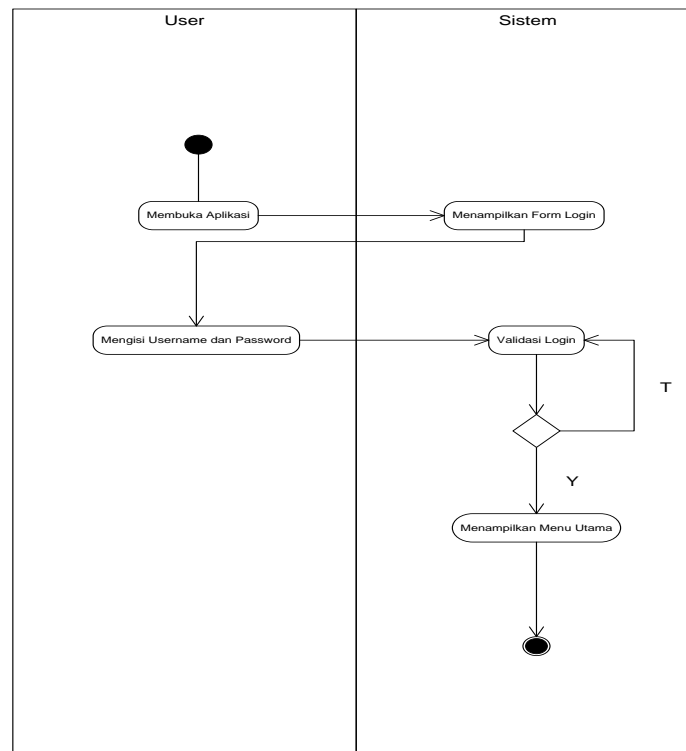 User
Sistem
Membuka Aplikasi
Menampilkan Form Login
Mengisi Username dan Password
Validasi Login
T
Y
Menampilkan Menu Utama